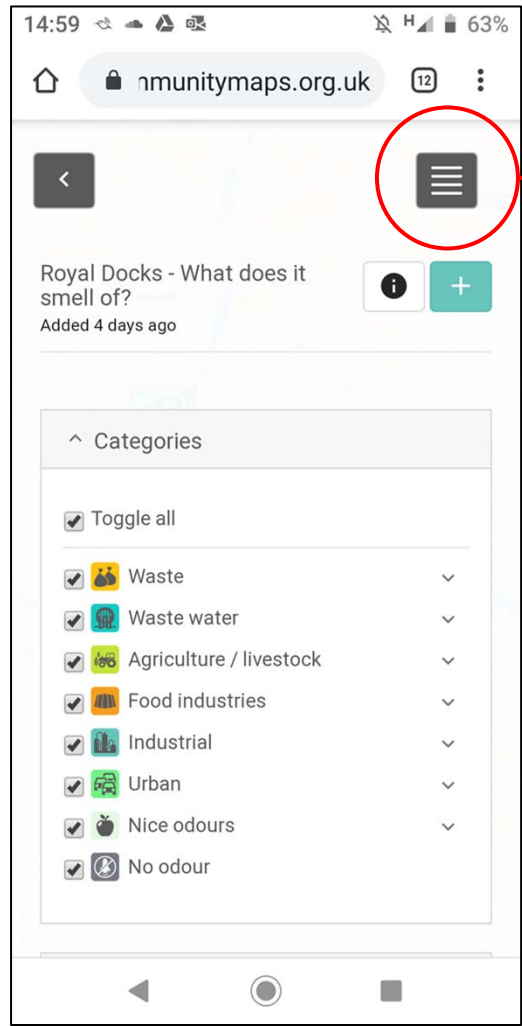 14:59 H 63%
nmunitymaps.org.uk 12
Royal Docks - What does it
smell of?
Added 4 days ago
Categories
Toggle all
Waste
Waste water
Agriculture / livestock
Food industries
Industrial
Urban
Nice odours
No odour